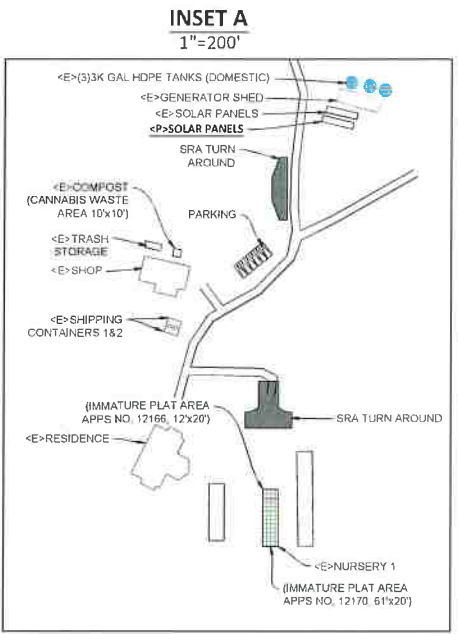 INSET A
1"=200'
<E>(3)3K GAL HDPE TANKS (DOMESTIC)
<E>GENERATOR SHED
<E>SOLAR PANELS
<P>SOLAR PANELS
SRA TURN
AROUND
<E>COMPOST
(CANNABIS WASTE
AREA 10'x10')
PARKING
<E>TRASH
STORAGE
<E>SHOP
<E>SHIPPING
CONTAINERS 1&2
(IMMATURE PLAT AREA
APPS NO, 12166, 12'x20')
SRA TURN AROUND
<E>RESIDENCE
<E>NURSERY 1
(IMMATURE PLAT AREA
APPS NO, 12170, 61'x20')